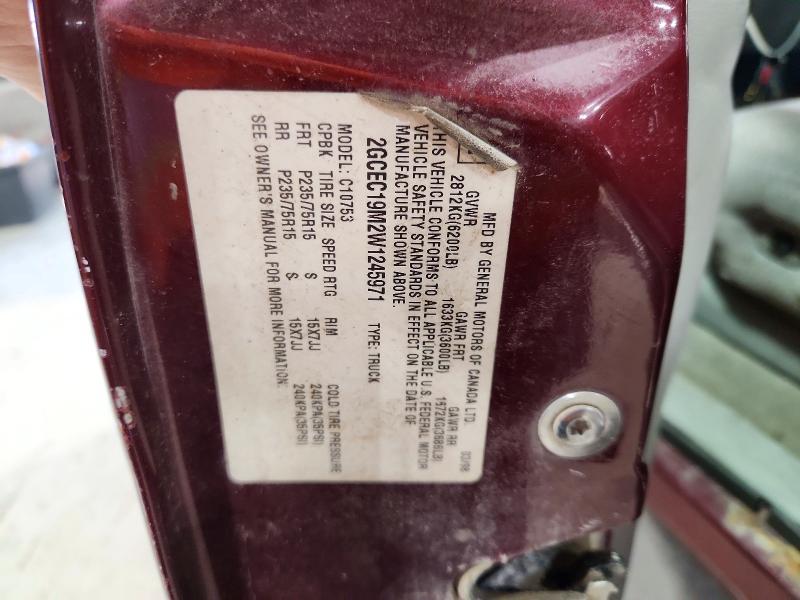 MFD BY GENERAL MOTORS OF CANADA LTD. 03/98
GVWR GAWR FRT GAWR RR
2812KG(6200LB) 1633KG(3600LB) 1672KG(3686LB)
THIS VEHICLE CONFORMS TO ALL APPLICABLE U.S. FEDERAL MOTOR
VEHICLE SAFETY STANDARDS IN EFFECT ON THE DATE OF
MANUFACTURE SHOWN ABOVE.
2GCEC19M2W1245971 TYPE: TRUCK
MODEL: C10753
CPBK TIRE SIZE SPEED RTG RIM COLD TIRE PRESSURE
FRT P235/75R15 S 15X7JJ 240KPA(35PSI)
RR P235/75R15 S 15X7JJ 240KPA(35PSI)
SEE OWNER'S MANUAL FOR MORE INFORMATION.